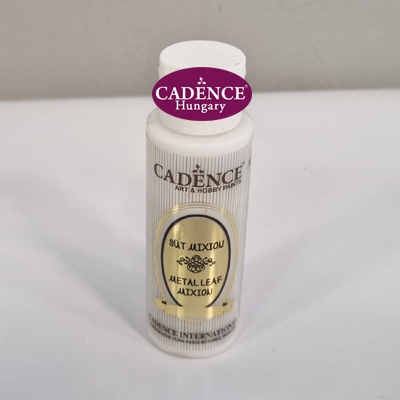 CADENCE
Hungary
CADENCE
ART & HOBBY PAINTS
SÜT MIXION
METAL LEAF
MIXION
CADENCE INTERNATIONAL